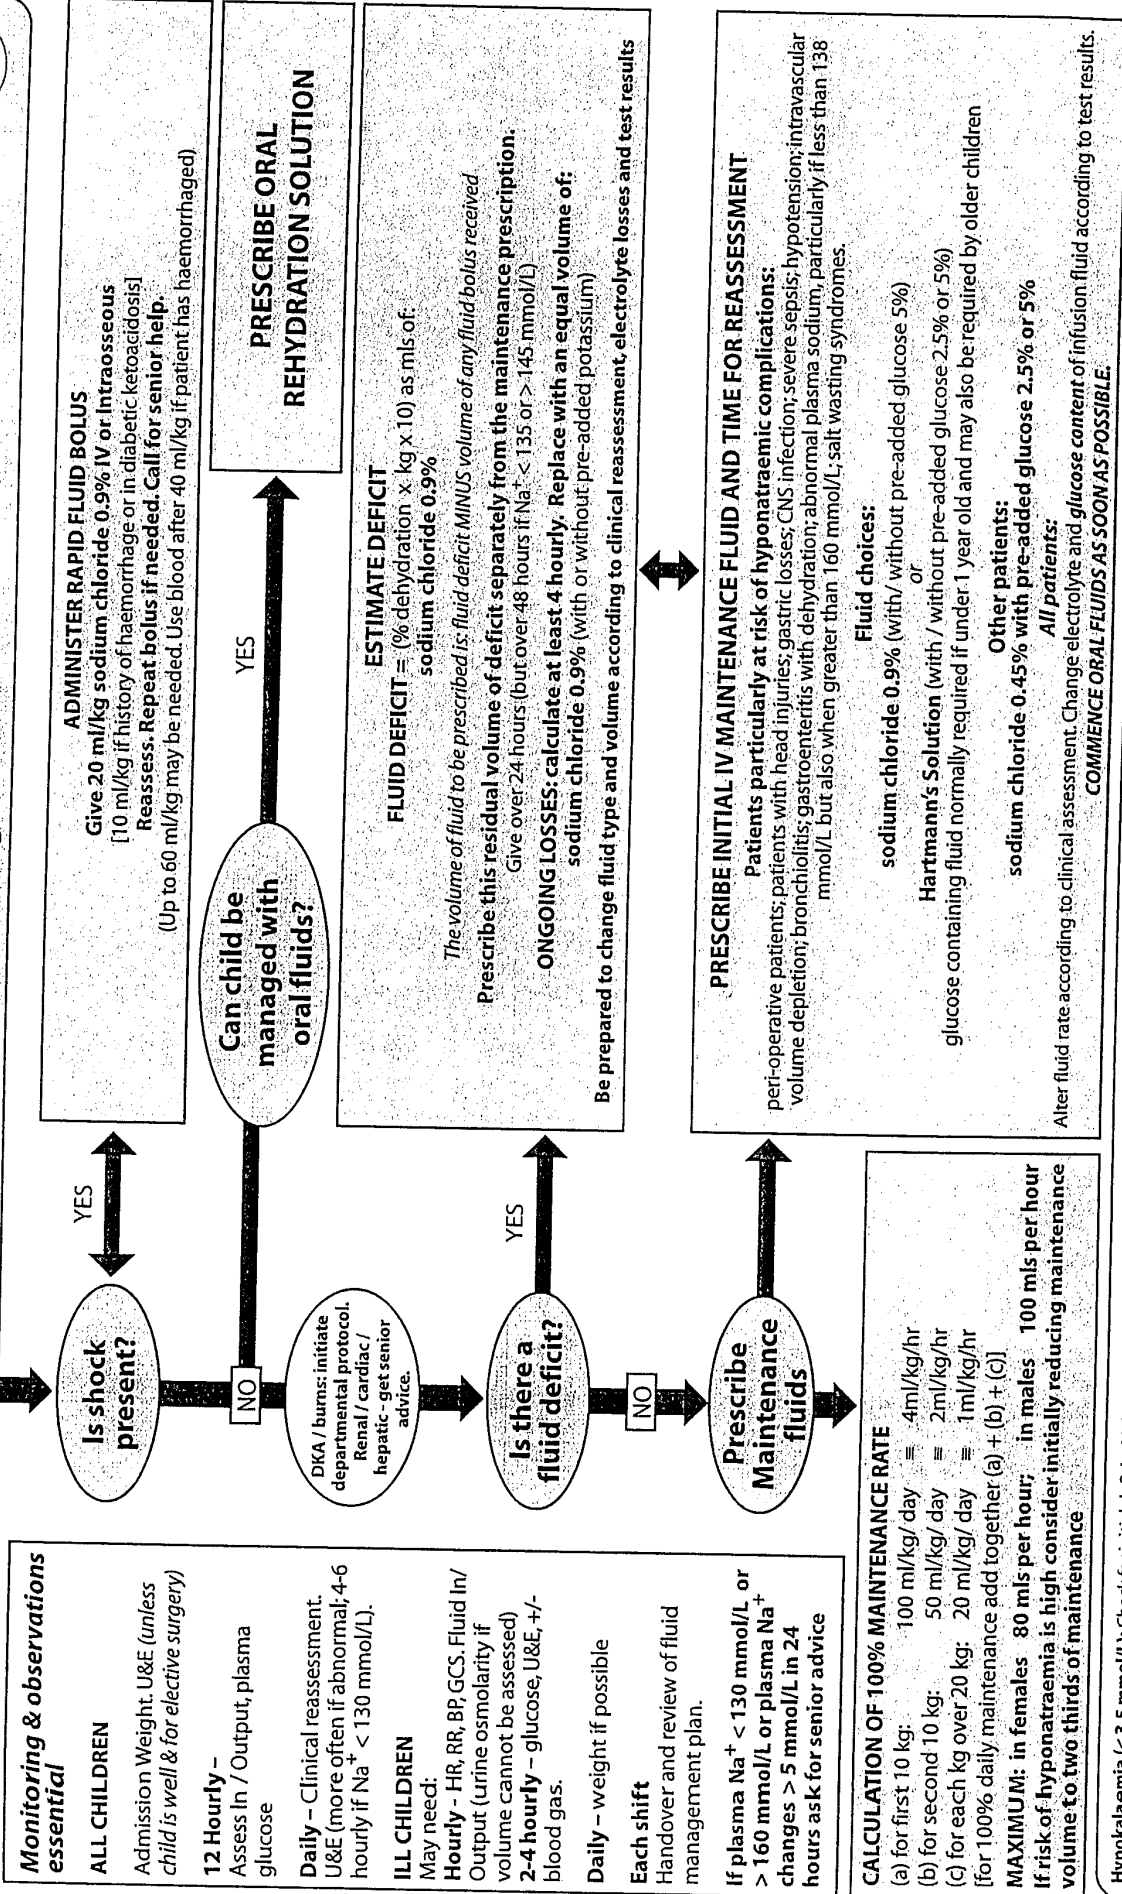 Monitoring & observations
essential
ALL CHILDREN
Admission Weight. U&E (unless
child is well & for elective surgery)
12 Hourly –
Assess In / Output, plasma
glucose
Daily – Clinical reassessment.
U&E (more often if abnormal; 4-6
hourly if Na+ < 130 mmol/L).
ILL CHILDREN
May need:
Hourly - HR, RR, BP, GCS. Fluid In/
Output (urine osmolarity if
volume cannot be assessed)
2-4 hourly – glucose, U&E, +/-
blood gas.
Daily – weight if possible
Each shift
Handover and review of fluid
management plan.
If plasma Na+ < 130 mmol/L or
> 160 mmol/L or plasma Na+
changes > 5 mmol/L in 24
hours ask for senior advice
Is shock
present?
YES
ADMINISTER RAPID FLUID BOLUS
Give 20 ml/kg sodium chloride 0.9% IV or Intraosseous
[10 ml/kg if history of haemorrhage or in diabetic ketoacidosis]
Reassess. Repeat bolus if needed. Call for senior help.
(Up to 60 ml/kg may be needed. Use blood after 40 ml/kg if patient has haemorrhaged)
NO
Can child be
managed with
oral fluids?
YES
PRESCRIBE ORAL
REHYDRATION SOLUTION
DKA / burns: initiate
departmental protocol.
Renal / cardiac /
hepatic - get senior
advice.
Is there a
fluid deficit?
YES
ESTIMATE DEFICIT
FLUID DEFICIT = (% dehydration x kg x 10) as mls of:
sodium chloride 0.9%
The volume of fluid to be prescribed is: fluid deficit MINUS volume of any fluid bolus received
Prescribe this residual volume of deficit separately from the maintenance prescription.
Give over 24 hours (but over 48 hours if Na+ < 135 or > 145 mmol/L)
ONGOING LOSSES: calculate at least 4 hourly. Replace with an equal volume of:
sodium chloride 0.9% (with or without pre-added potassium)
Be prepared to change fluid type and volume according to clinical reassessment, electrolyte losses and test results
NO
Prescribe
Maintenance
fluids
PRESCRIBE INITIAL IV MAINTENANCE FLUID AND TIME FOR REASSESSMENT
Patients particularly at risk of hyponatraemic complications:
peri-operative patients; patients with head injuries; gastric losses; CNS infection; severe sepsis; hypotension; intravascular
volume depletion; bronchiolitis; gastroenteritis with dehydration; abnormal plasma sodium, particularly if less than 138
mmol/L but also when greater than 160 mmol/L; salt wasting syndromes.
Fluid choices:
sodium chloride 0.9% (with/ without pre-added glucose 5%)
or
Hartmann's Solution (with / without pre-added glucose 2.5% or 5%)
glucose containing fluid normally required if under 1 year old and may also be required by older children
Other patients:
sodium chloride 0.45% with pre-added glucose 2.5% or 5%
All patients:
Alter fluid rate according to clinical assessment. Change electrolyte and glucose content of infusion fluid according to test results.
COMMENCE ORAL FLUIDS AS SOON AS POSSIBLE.
CALCULATION OF 100% MAINTENANCE RATE
(a) for first 10 kg: 100 ml/kg/ day ≡ 4ml/kg/hr
(b) for second 10 kg: 50 ml/kg/ day ≡ 2ml/kg/hr
(c) for each kg over 20 kg: 20 ml/kg/ day ≡ 1ml/kg/hr
[for 100% daily maintenance add together (a) + (b) + (c)]
MAXIMUM: in females 80 mls per hour; in males 100 mls per hour
If risk of hyponatraemia is high consider initially reducing maintenance
volume to two thirds of maintenance